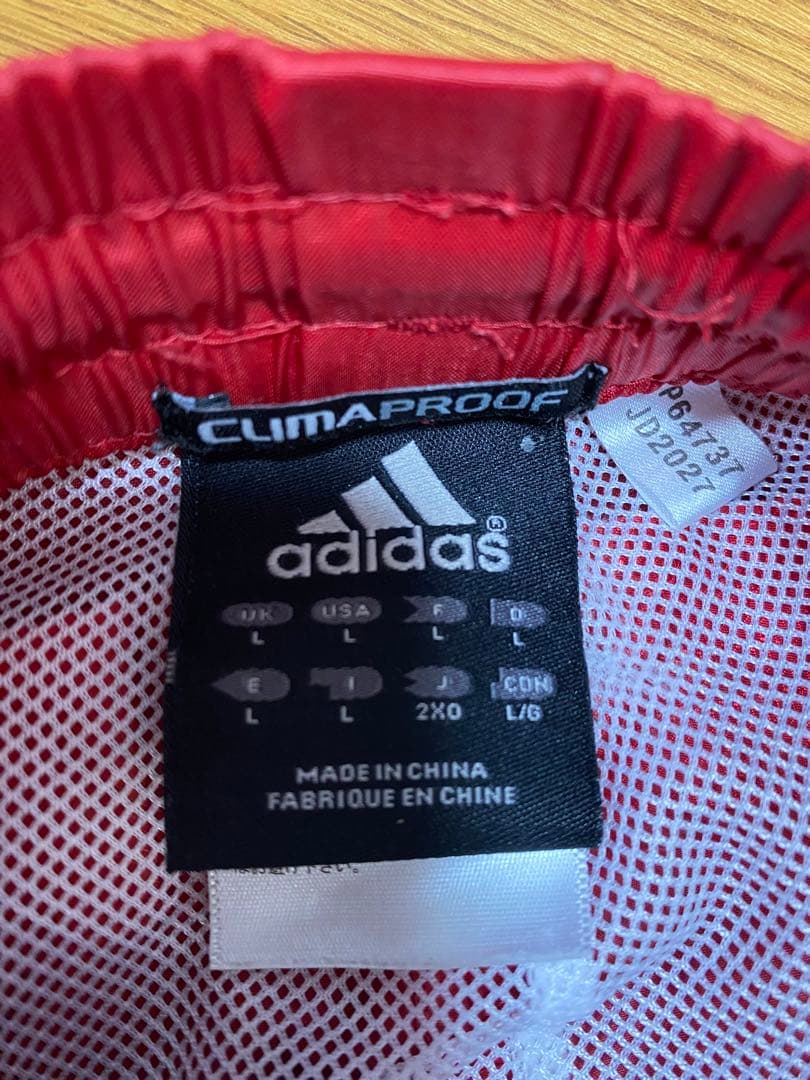 CLIMAPROOF
P64737
JD2027
adidas®
UK USA F D
L L L L
E I J CDN
L L 2XO L/G
MADE IN CHINA
FABRIQUE EN CHINE